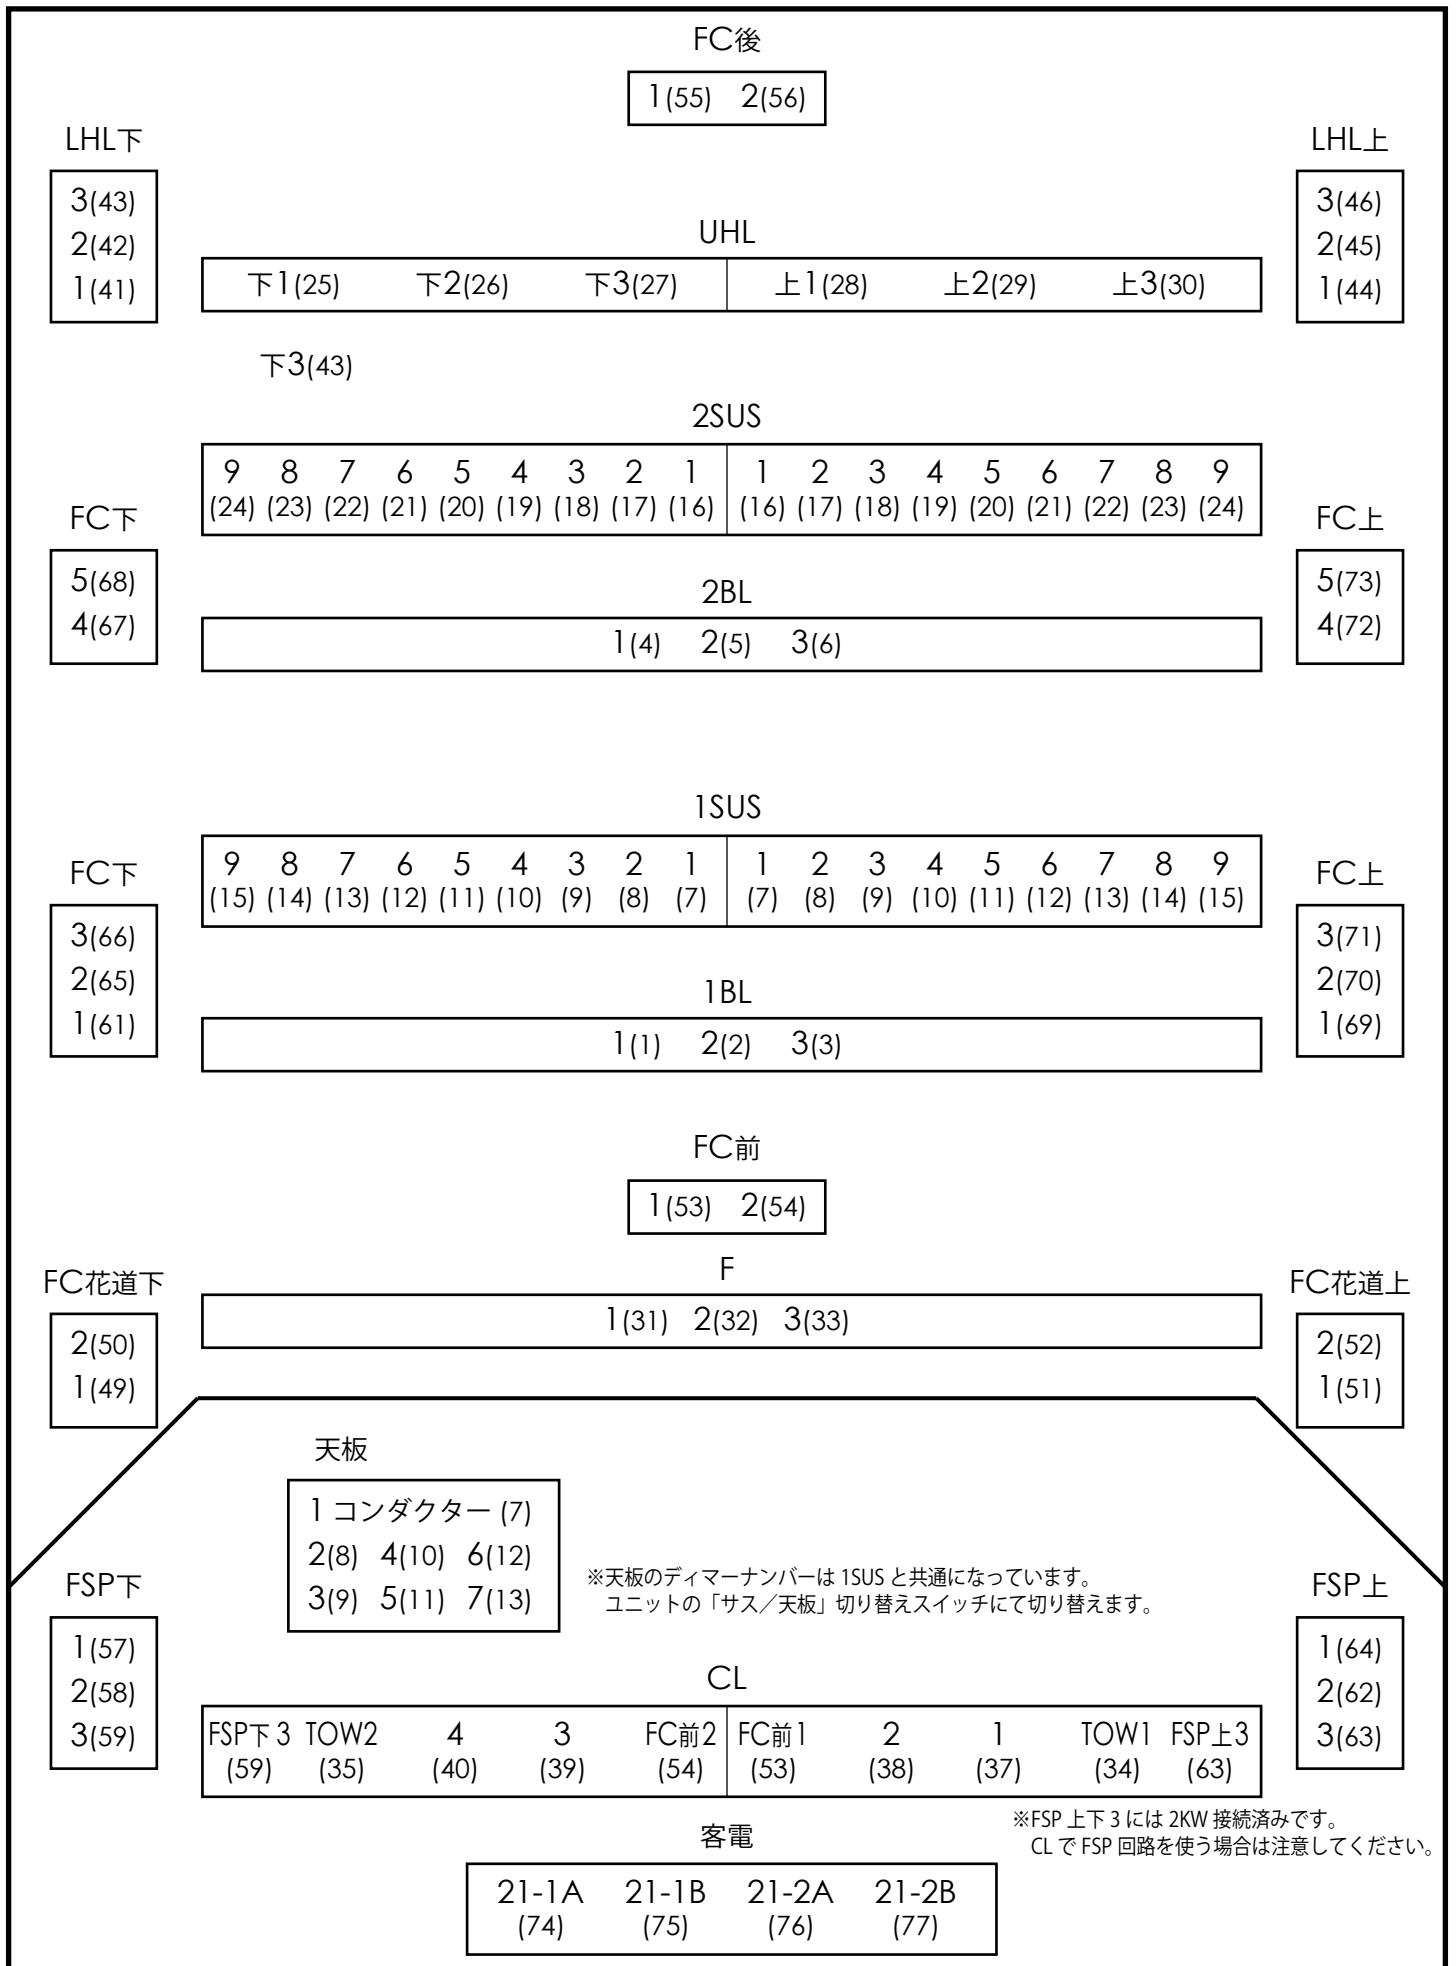 FC後
1(55) 2(56)
LHL下
3(43)
2(42)
1(41)
LHL上
3(46)
2(45)
1(44)
UHL
下1(25) 下2(26) 下3(27) 上1(28) 上2(29) 上3(30)
下3(43)
2SUS
9 8 7 6 5 4 3 2 1 1 2 3 4 5 6 7 8 9
(24) (23) (22) (21) (20) (19) (18) (17) (16) (16) (17) (18) (19) (20) (21) (22) (23) (24)
FC下
5(68)
4(67)
FC上
5(73)
4(72)
2BL
1(4) 2(5) 3(6)
1SUS
9 8 7 6 5 4 3 2 1 1 2 3 4 5 6 7 8 9
(15) (14) (13) (12) (11) (10) (9) (8) (7) (7) (8) (9) (10) (11) (12) (13) (14) (15)
FC下
3(66)
2(65)
1(61)
FC上
3(71)
2(70)
1(69)
1BL
1(1) 2(2) 3(3)
FC前
1(53) 2(54)
F
1(31) 2(32) 3(33)
FC花道下
2(50)
1(49)
FC花道上
2(52)
1(51)
天板
1 コンダクター (7)
2(8) 4(10) 6(12)
3(9) 5(11) 7(13)
※天板のディマーナンバーは 1SUS と共通になっています。
ユニットの「サス／天板」切り替えスイッチにて切り替えます。
FSP下
1(57)
2(58)
3(59)
FSP上
1(64)
2(62)
3(63)
CL
FSP下 3 TOW2 4 3 FC前2 FC前1 2 1 TOW1 FSP上3
(59) (35) (40) (39) (54) (53) (38) (37) (34) (63)
※FSP 上下 3 には 2KW 接続済みです。
CL で FSP 回路を使う場合は注意してください。
客電
21-1A 21-1B 21-2A 21-2B
(74) (75) (76) (77)